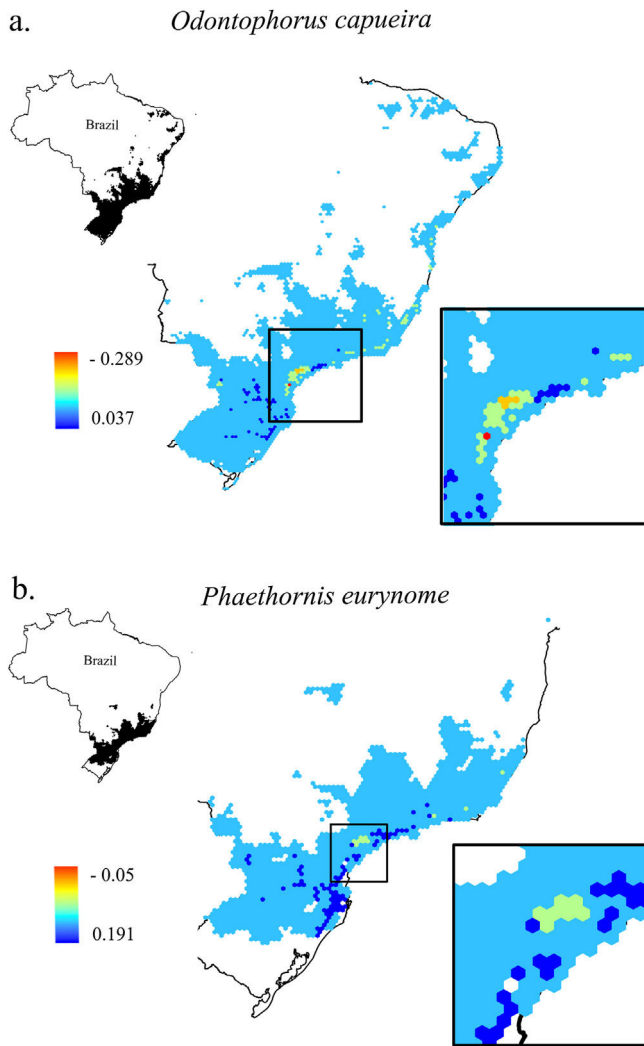 a.
Odontophorus capueira
Brazil
- 0.289
0.037
b.
Phaethornis eurynome
Brazil
- 0.05
0.191